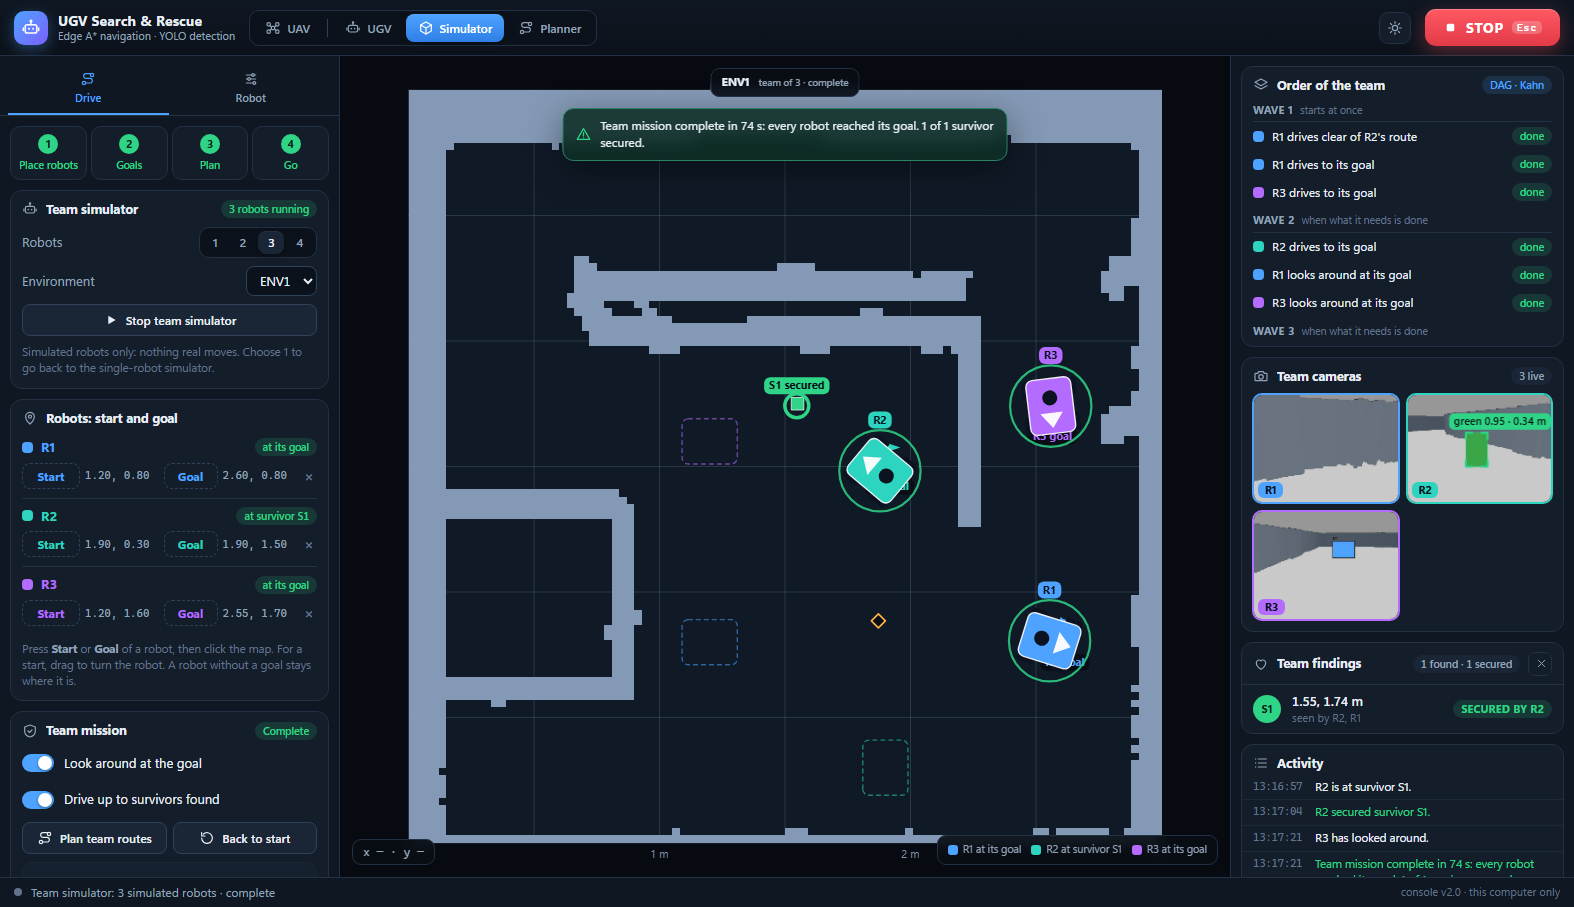 UGV Search & Rescue
Edge A* navigation · YOLO detection
UAV
UGV
Simulator
Planner
STOP Esc
Drive
Robot
1
Place robots
2
Goals
3
Plan
4
Go
Team simulator
3 robots running
Robots
1 2 3 4
Environment
ENV1
Stop team simulator
Simulated robots only: nothing real moves. Choose 1 to
go back to the single-robot simulator.
Robots: start and goal
R1
at its goal
Start 1.20, 0.80 Goal 2.60, 0.80 ×
R2
at survivor S1
Start 1.90, 0.30 Goal 1.90, 1.50 ×
R3
at its goal
Start 1.20, 1.60 Goal 2.55, 1.70 ×
Press Start or Goal of a robot, then click the map. For a
start, drag to turn the robot. A robot without a goal stays
where it is.
Team mission
Complete
Look around at the goal
Drive up to survivors found
Plan team routes
Back to start
ENV1 team of 3 · complete
Team mission complete in 74 s: every robot reached its goal. 1 of 1 survivor
secured.
S1 secured
R2
R3
R3 goal
R1
x – · y –
1 m
2 m
R1 at its goal
R2 at survivor S1
R3 at its goal
Order of the team
DAG · Kahn
WAVE 1 starts at once
R1 drives clear of R2's route done
R1 drives to its goal done
R3 drives to its goal done
WAVE 2 when what it needs is done
R2 drives to its goal done
R1 looks around at its goal done
R3 looks around at its goal done
WAVE 3 when what it needs is done
Team cameras
3 live
R1
green 0.95 · 0.34 m
R2
R3
Team findings
1 found · 1 secured
S1
1.55, 1.74 m
seen by R2, R1
SECURED BY R2
Activity
13:16:57 R2 is at survivor S1.
13:17:04 R2 secured survivor S1.
13:17:21 R3 has looked around.
13:17:21 Team mission complete in 74 s: every robot
Team simulator: 3 simulated robots · complete
console v2.0 · this computer only